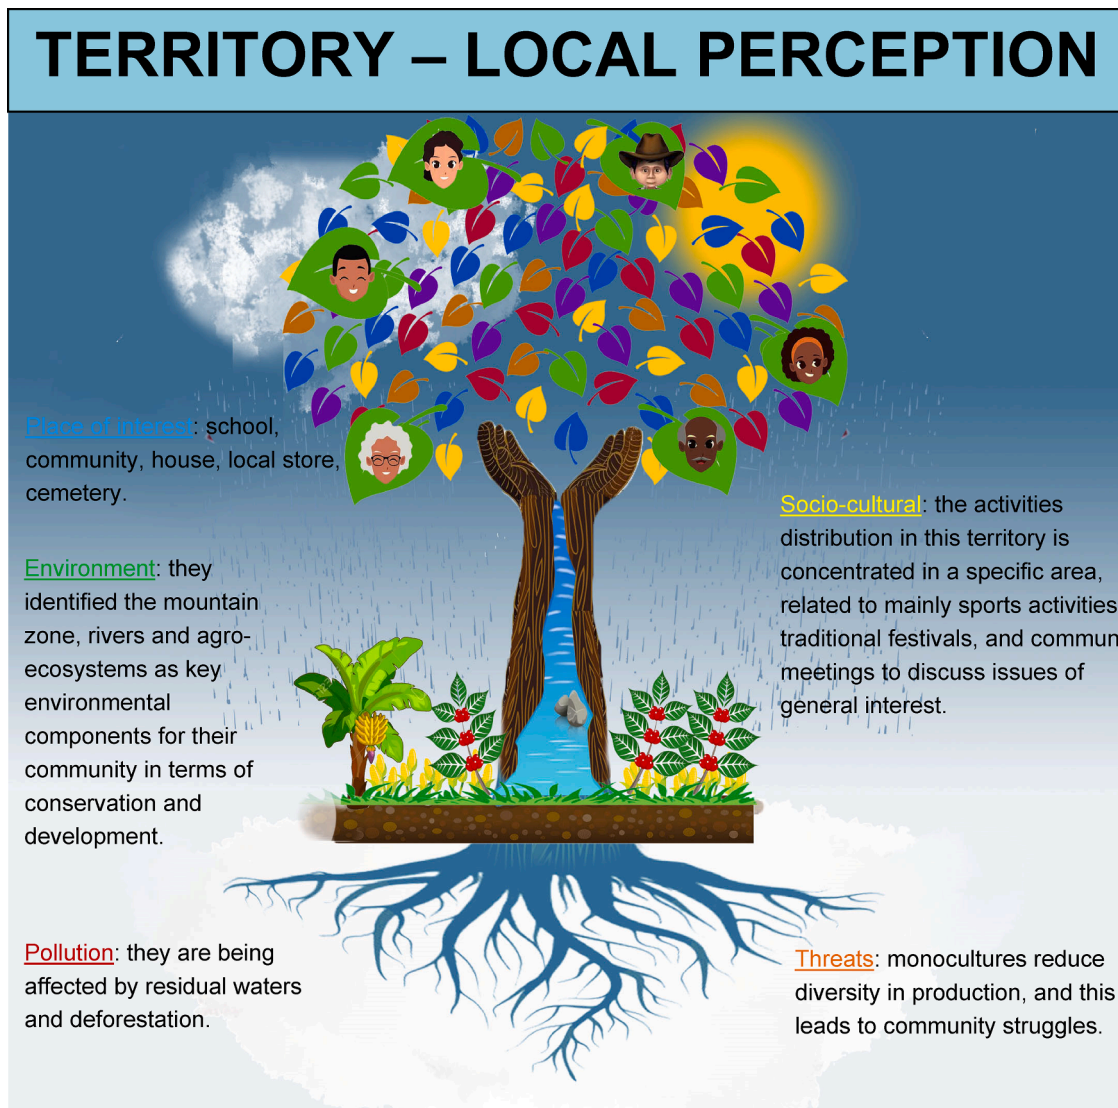 TERRITORY – LOCAL PERCEPTION
Place of interest: school,
community, house, local store,
cemetery.
Environment: they
identified the mountain
zone, rivers and agro-
ecosystems as key
environmental
components for their
community in terms of
conservation and
development.
Pollution: they are being
affected by residual waters
and deforestation.
Socio-cultural: the activities
distribution in this territory is
concentrated in a specific area,
related to mainly sports activities
traditional festivals, and commun
meetings to discuss issues of
general interest.
Threats: monocultures reduce
diversity in production, and this
leads to community struggles.